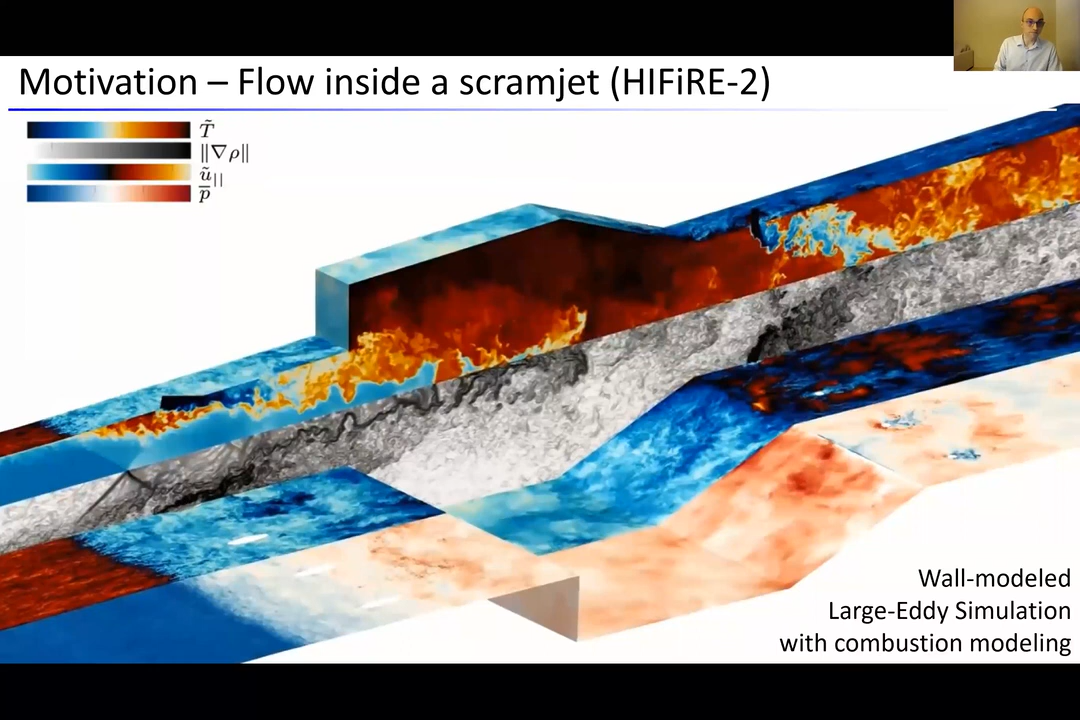 Motivation – Flow inside a scramjet (HIFiRE-2)
T̃
||∇ρ||
ũ||
p̅
Wall-modeled
Large-Eddy Simulation
with combustion modeling